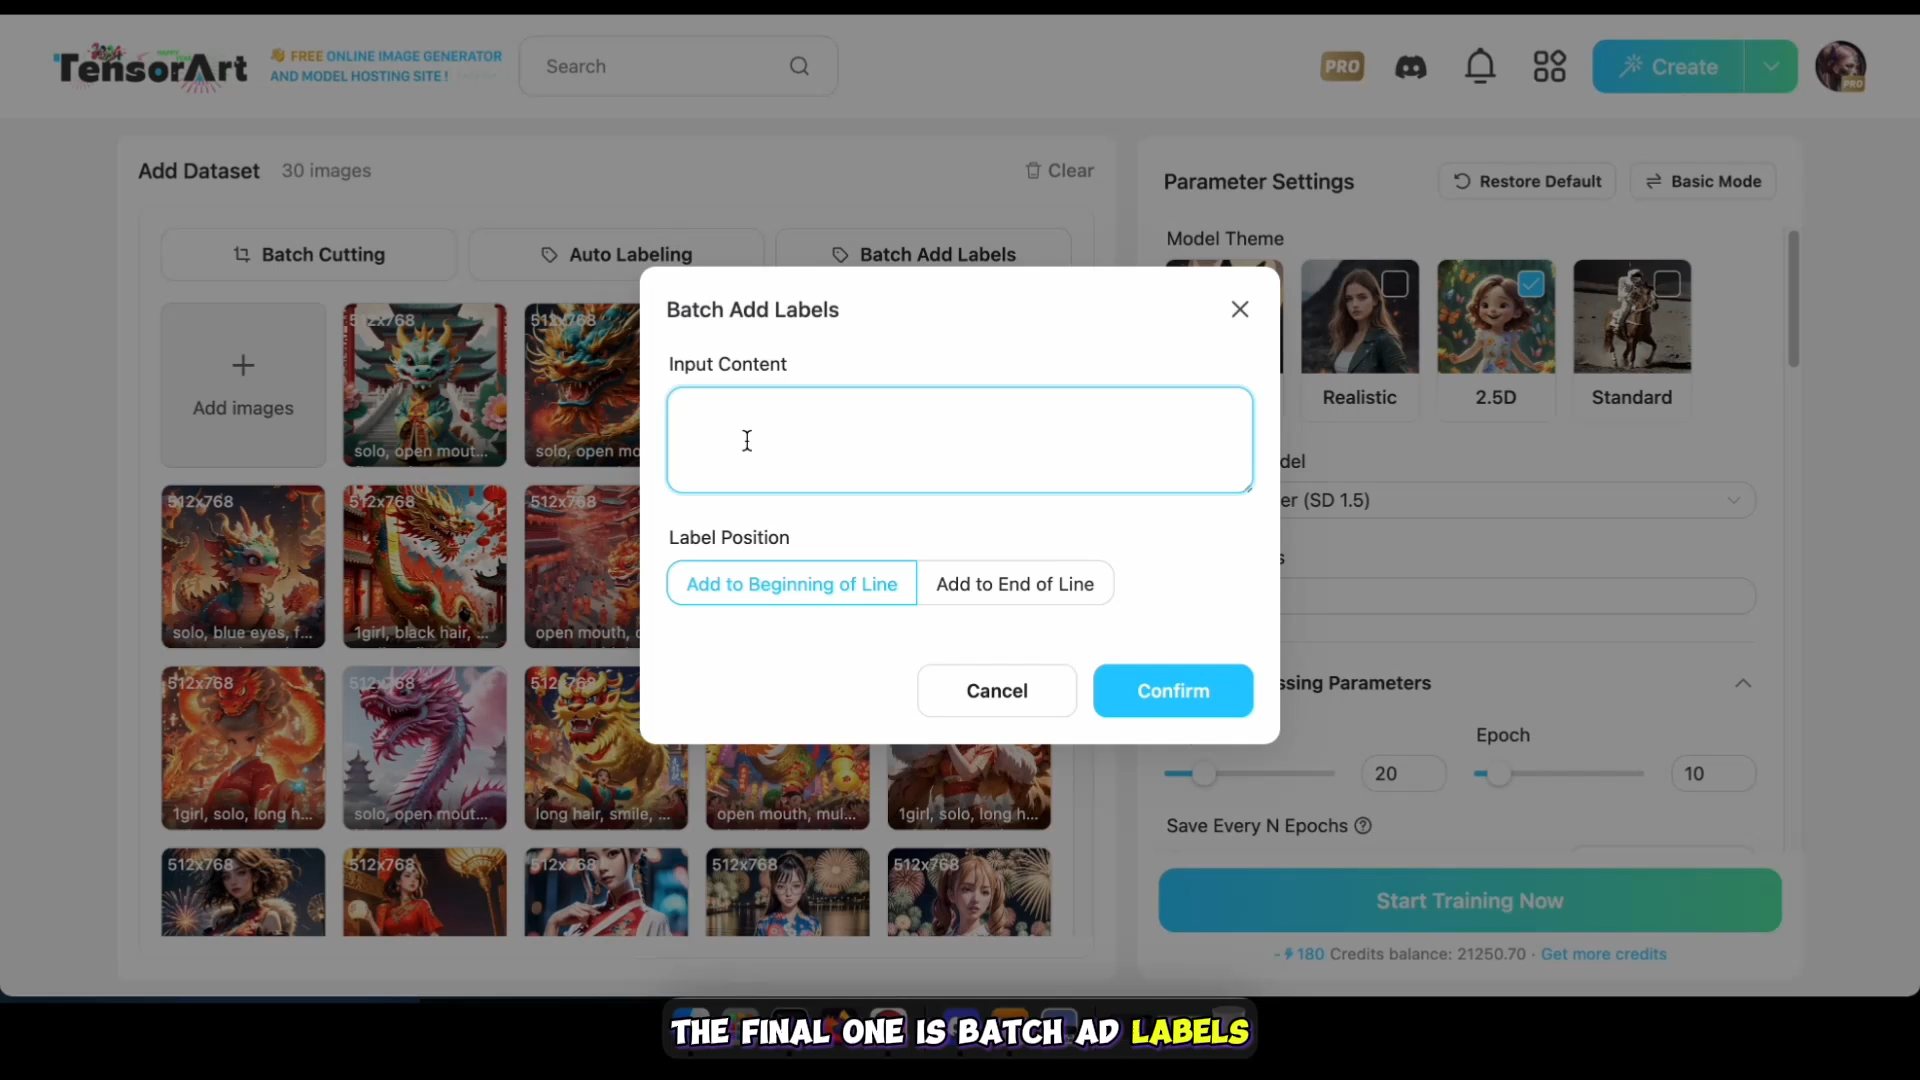 TensorArt
FREE ONLINE IMAGE GENERATOR
AND MODEL HOSTING SITE !
Search
PRO
Create
PRO
Add Dataset 30 images
Clear
Parameter Settings
Restore Default
Basic Mode
Batch Cutting
Auto Labeling
Batch Add Labels
Model Theme
Batch Add Labels
Input Content
Add images
512x768
solo, open mout...
512x768
solo, open mo
Realistic
2.5D
Standard
del
er (SD 1.5)
512x768
512x768
512x768
Label Position
Add to Beginning of Line
Add to End of Line
s
solo, blue eyes, f...
1girl, black hair, ...
open mouth, c
Cancel
Confirm
ssing Parameters
512x768
512x768
512x768
Epoch
20
10
1girl, solo, long h...
solo, open mout...
long hair, smile, ...
open mouth, mul...
1girl, solo, long h...
Save Every N Epochs
512x768
512x768
512x768
512x768
512x768
Start Training Now
- 180 Credits balance: 21250.70 · Get more credits
THE FINAL ONE IS BATCH AD LABELS